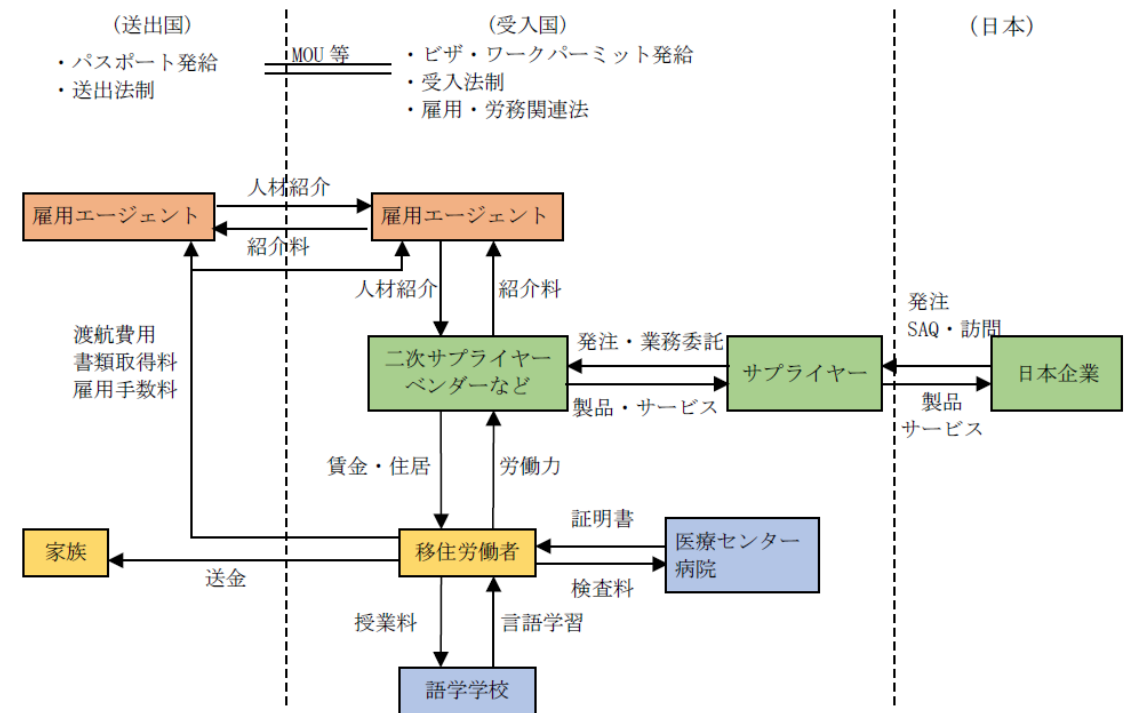 (送出国)
・パスポート発給
・送出法制
MOU 等
(受入国)
・ビザ・ワークパーミット発給
・受入法制
・雇用・労務関連法
(日本)
雇用エージェント
人材紹介
紹介料
雇用エージェント
人材紹介
紹介料
渡航費用
書類取得料
雇用手数料
二次サプライヤー
ベンダーなど
発注・業務委託
製品・サービス
サプライヤー
発注
SAQ・訪問
製品
サービス
日本企業
賃金・住居
労働力
家族
送金
移住労働者
証明書
検査料
医療センター
病院
授業料
言語学習
語学学校